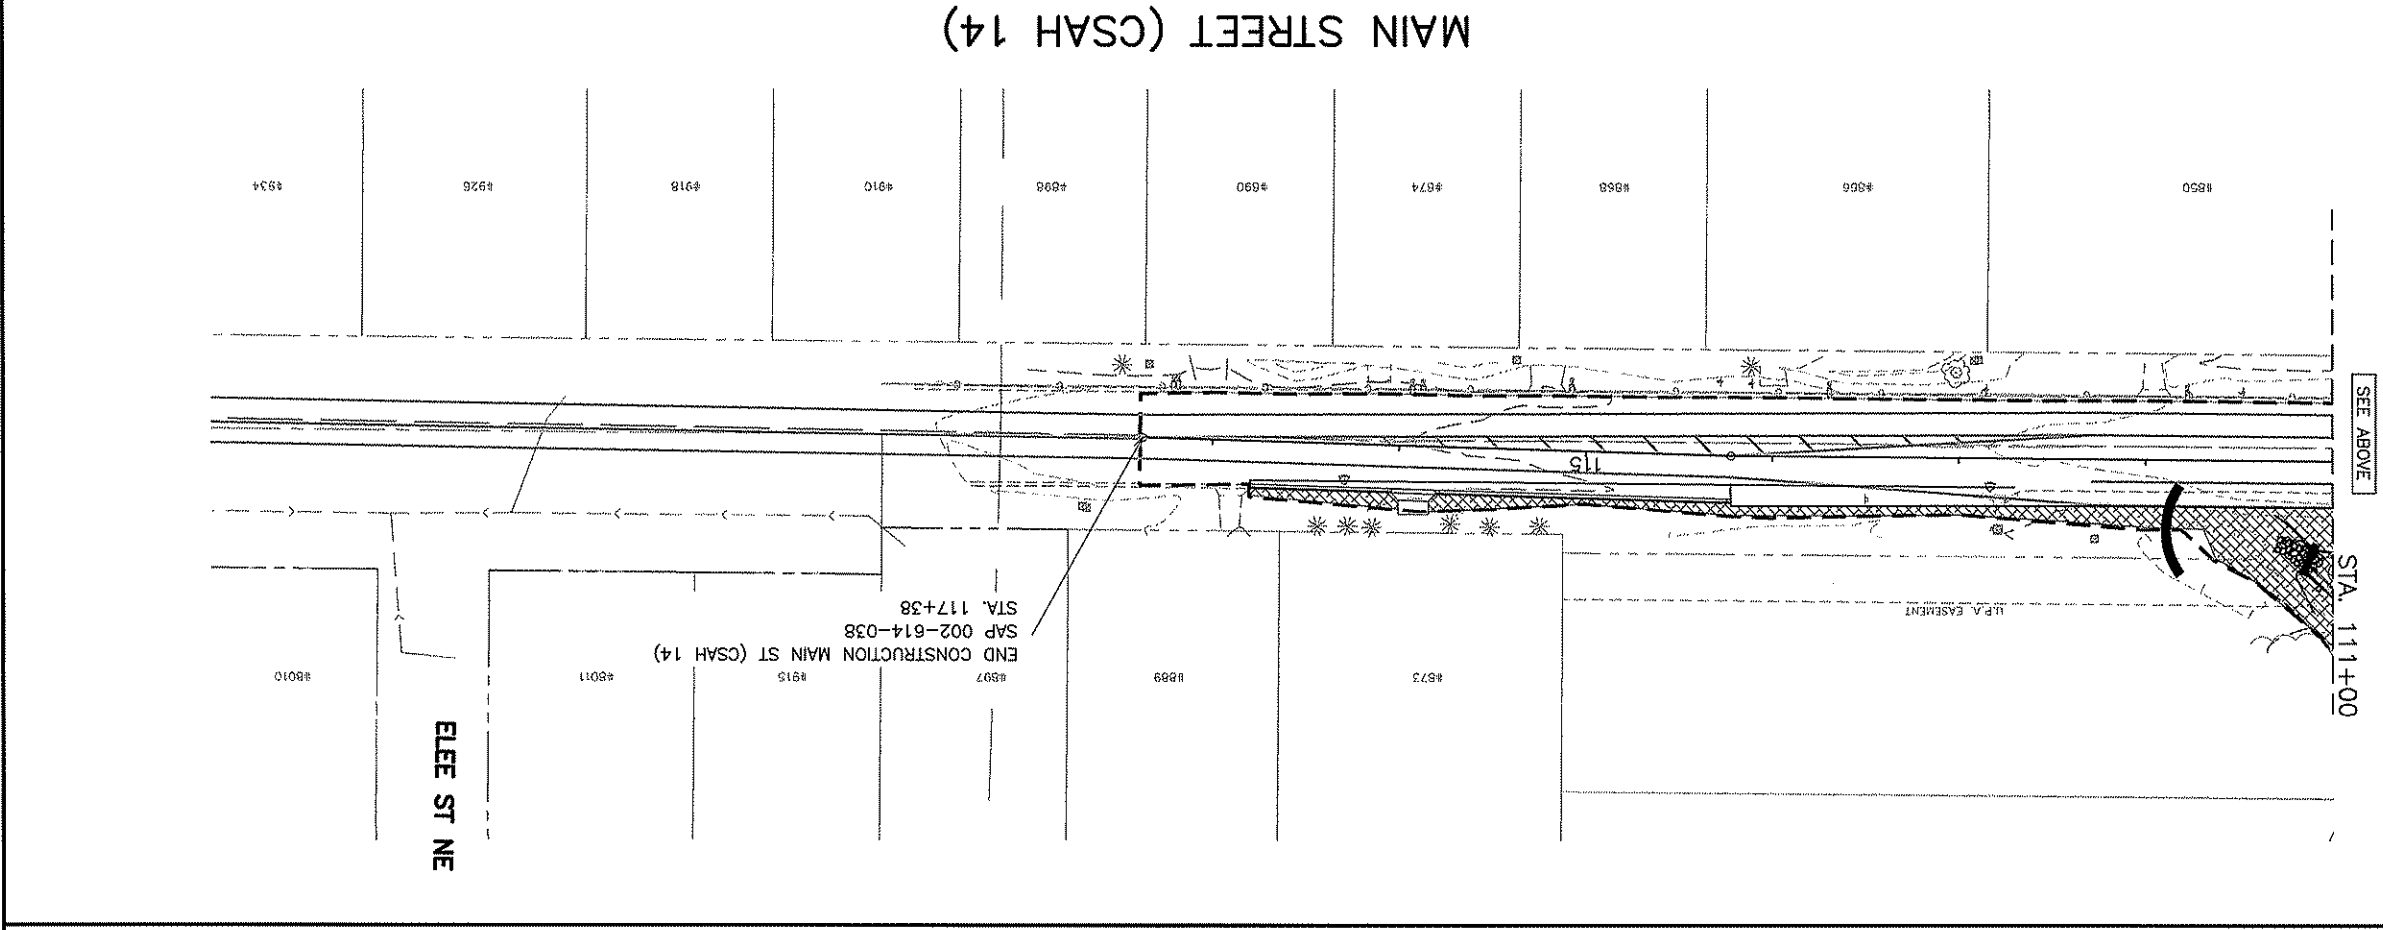 ELEE ST NE
#873
#889
#897
#915
#8011
#8010
END CONSTRUCTION MAIN ST (CSAH 14)
SAP 002-614-038
STA. 117+38
U.P.A. EASEMENT
STA. 111+00
SEE ABOVE
115
#850
#866
#868
#874
#690
#898
#910
#918
#926
#934
MAIN STREET (CSAH 14)